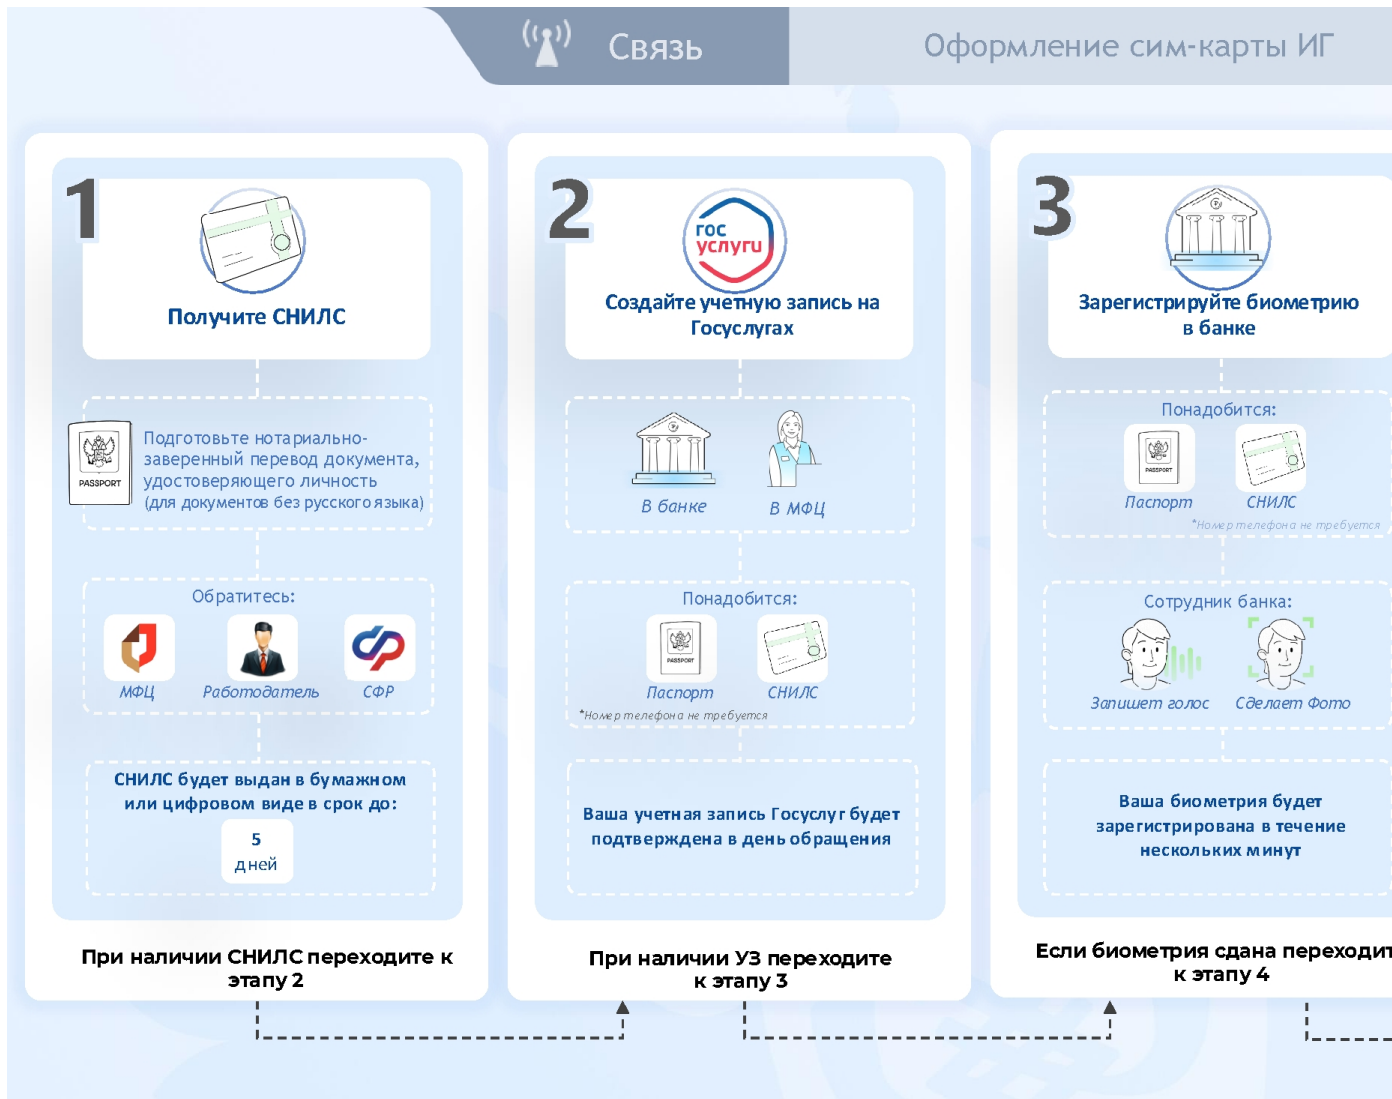 Связь
Оформление сим-карты ИГ
1
Получите СНИЛС
PASSPORT
Подготовьте нотариально-
заверенный перевод документа,
удостоверяющего личность
(для документов без русского языка)
Обратитесь:
МФЦ
Работодатель
СФР
СНИЛС будет выдан в бумажном
или цифровом виде в срок до:
5
дней
При наличии СНИЛС переходите к
этапу 2
2
гос
услуги
Создайте учетную запись на
Госуслугах
В банке
В МФЦ
Понадобится:
PASSPORT
Паспорт
СНИЛС
*Номер телефона не требуется
Ваша учетная запись Госуслуг будет
подтверждена в день обращения
При наличии УЗ переходите
к этапу 3
3
Зарегистрируйте биометрию
в банке
Понадобится:
PASSPORT
Паспорт
СНИЛС
*Номер телефона не требуется
Сотрудник банка:
Запишет голос
Сделает Фото
Ваша биометрия будет
зарегистрирована в течение
нескольких минут
Если биометрия сдана переходит
к этапу 4